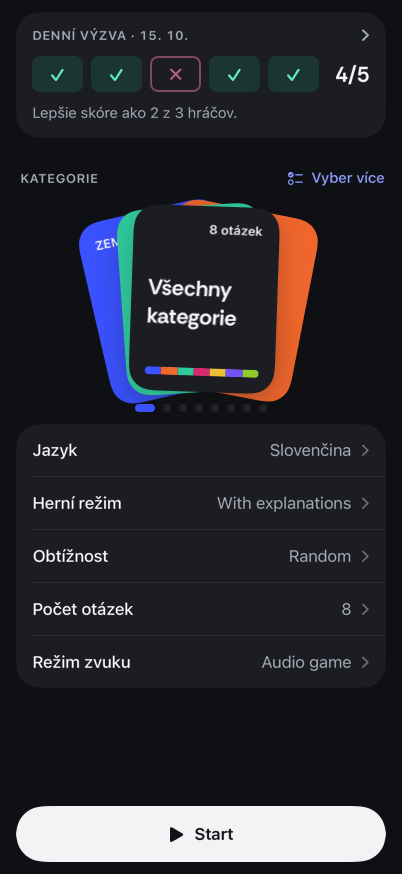 DENNÍ VÝZVA · 15. 10.
4/5
Lepšie skóre ako 2 z 3 hráčov.
KATEGORIE
Vyber více
8 otázek
Všechny
kategorie
Jazyk Slovenčina
Herní režim With explanations
Obtížnost Random
Počet otázek 8
Režim zvuku Audio game
Start